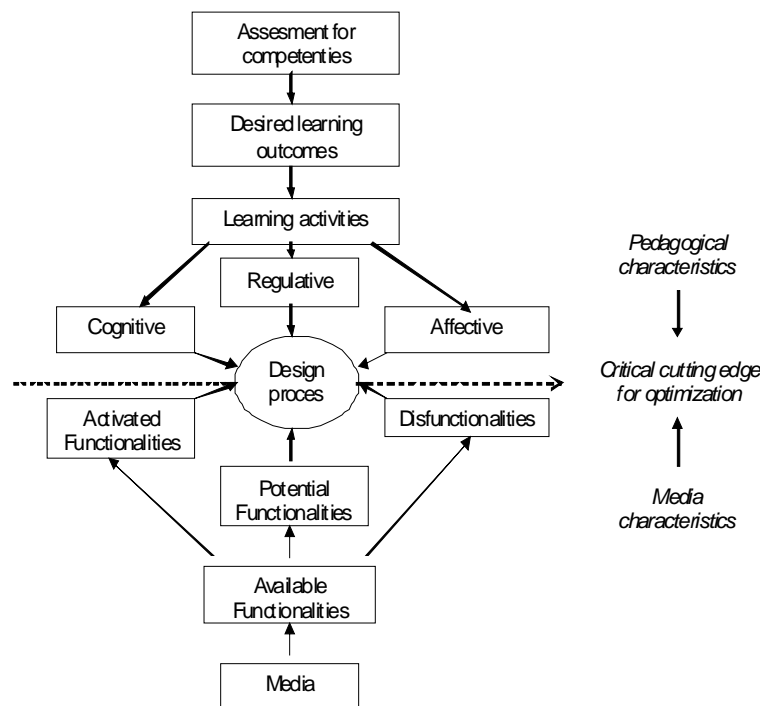 Assesment for
competenties
Desired learning
outcomes
Learning activities
Regulative
Cognitive
Affective
Design
proces
Activated
Functionalities
Disfunctionalities
Potential
Functionalities
Available
Functionalities
Media
Pedagogical
characteristics
Critical cutting edge
for optimization
Media
characteristics